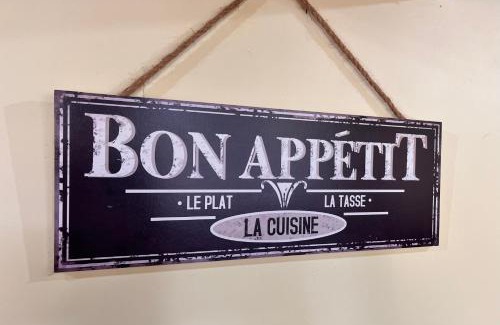 BON APPÉTIT
• LE PLAT LA TASSE •
LA CUISINE